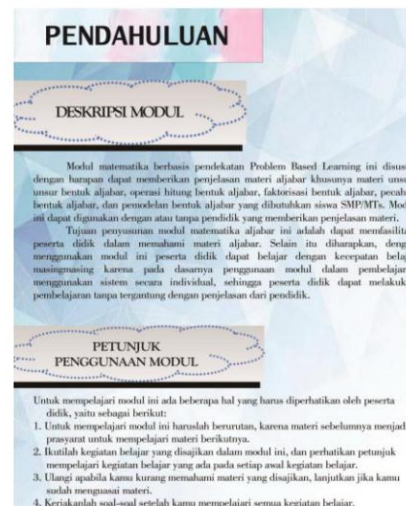 PENDAHULUAN
DESKRIPSI MODUL
Modul matematika berbasis pendekatan Problem Based Learning ini disusu
dengan harapan dapat memberikan penjelasan materi aljabar khusunya materi unsu
unsur bentuk aljabar, operasi hitung bentuk aljabar, faktorisasi bentuk aljabar, pecah
bentuk aljabar, dan pemodelan bentuk aljabar yang dibutuhkan siswa SMP/MTs. Mod
ini dapat digunakan dengan atau tanpa pendidik yang memberikan penjelasan materi.
Tujuan penyusunan modul matematika aljabar ini adalah dapat memfasilita
peserta didik dalam memahami materi aljabar. Selain itu diharapkan, denga
menggunakan modul ini peserta didik dapat belajar dengan kecepatan belaj
masingmasing karena pada dasarnya penggunaan modul dalam pembelajar
menggunakan sistem secara individual, sehingga peserta didik dapat melakuk
pembelajaran tanpa tergantung dengan penjelasan dari pendidik.
PETUNJUK
PENGGUNAAN MODUL
Untuk mempelajari modul ini ada beberapa hal yang harus diperhatikan oleh peserta
didik, yaitu sebagai berikut:
1. Untuk mempelajari modul ini haruslah berurutan, karena materi sebelumnya menjad
prasyarat untuk mempelajari materi berikutnya.
2. Ikutilah kegiatan belajar yang disajikan dalam modul ini, dan perhatikan petunjuk
mempelajari kegiatan belajar yang ada pada setiap awal kegiatan belajar.
3. Ulangi apabila kamu kurang memahami materi yang disajikan, lanjutkan jika kamu
sudah menguasai materi.
4. Kerjakanlah soal-soal setelah kamu mempelajari semua kegiatan belajar.